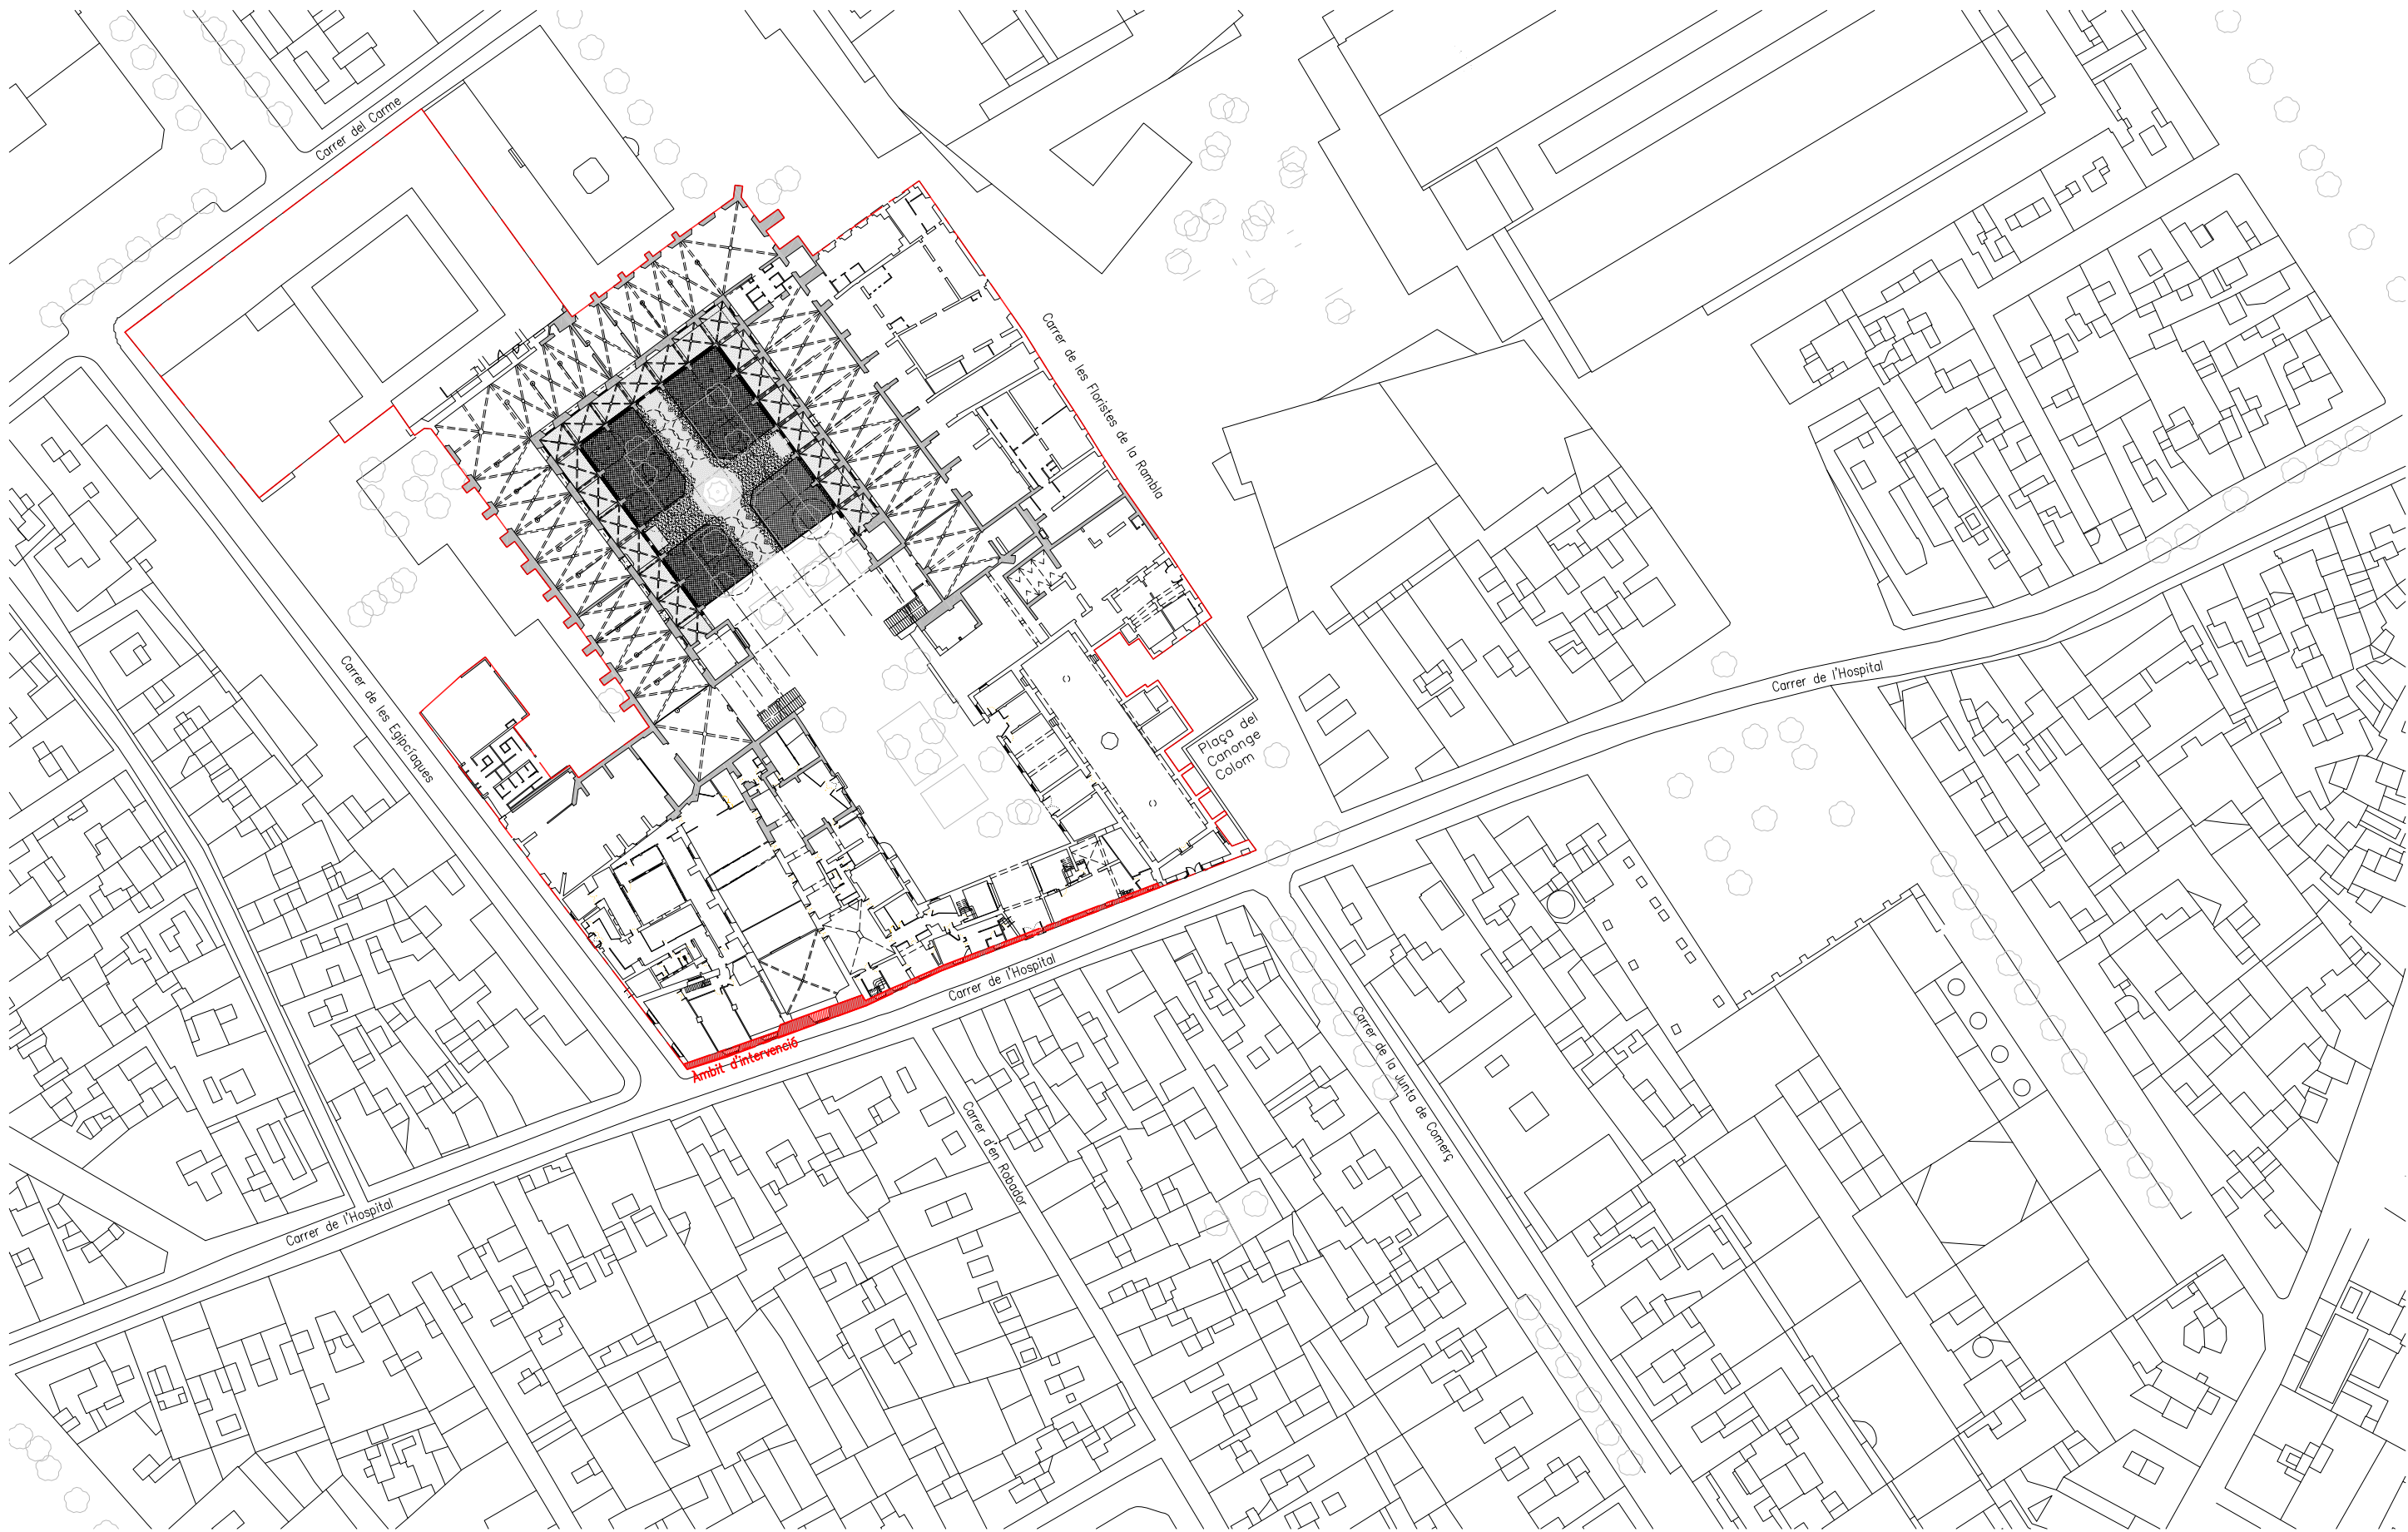 Carrer del Carme
Carrer de les Floristes de la Rambla
Carrer de les Egipcíaques
Carrer de l'Hospital
Plaça del
Canonge
Colom
Carrer de l'Hospital
Àmbit d'intervenció
Carrer de la Junta de Comerç
Carrer d'en Robador
Carrer de l'Hospital